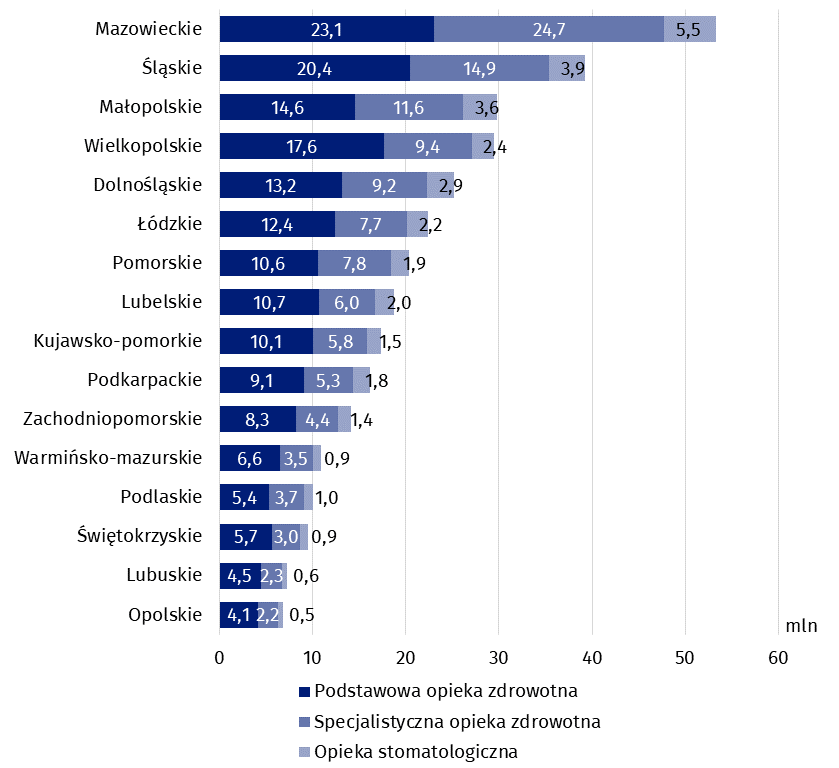 Mazowieckie 23,1 24,7 5,5
Śląskie 20,4 14,9 3,9
Małopolskie 14,6 11,6 3,6
Wielkopolskie 17,6 9,4 2,4
Dolnośląskie 13,2 9,2 2,9
Łódzkie 12,4 7,7 2,2
Pomorskie 10,6 7,8 1,9
Lubelskie 10,7 6,0 2,0
Kujawsko-pomorkie 10,1 5,8 1,5
Podkarpackie 9,1 5,3 1,8
Zachodniopomorskie 8,3 4,4 1,4
Warmińsko-mazurskie 6,6 3,5 0,9
Podlaskie 5,4 3,7 1,0
Świętokrzyskie 5,7 3,0 0,9
Lubuskie 4,5 2,3 0,6
Opolskie 4,1 2,2 0,5
mln
0 10 20 30 40 50 60
Podstawowa opieka zdrowotna
Specjalistyczna opieka zdrowotna
Opieka stomatologiczna